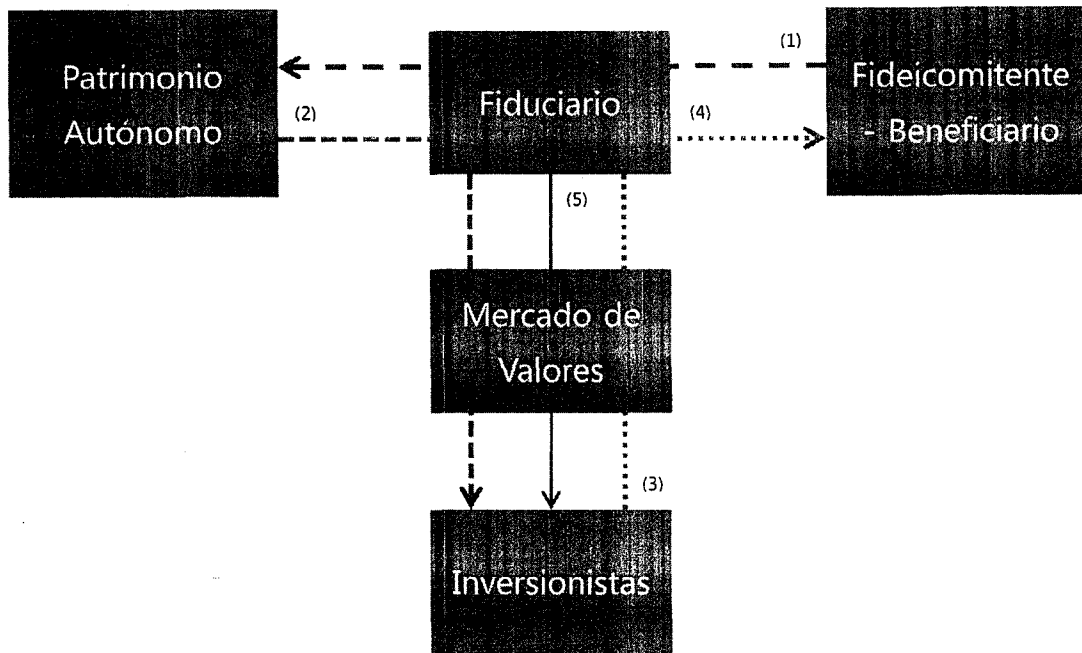 (1)
Patrimonio
Autónomo
Fiduciario
Fideicomitente
- Beneficiario
(2)
(4)
(5)
Mercado de
Valores
(3)
Inversionistas